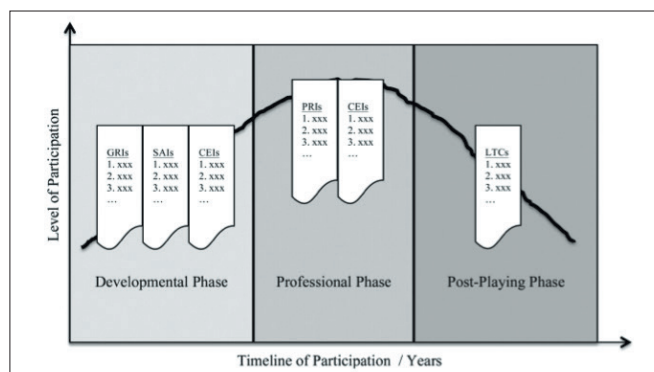 Level of Participation
GRIs
1. xxx
2. xxx
3. xxx
...
SAIs
1. xxx
2. xxx
3. xxx
...
CEIs
1. xxx
2. xxx
3. xxx
...
Developmental Phase
PRIs
1. xxx
2. xxx
3. xxx
...
CEIs
1. xxx
2. xxx
3. xxx
...
Professional Phase
LTCs
1. xxx
2. xxx
3. xxx
...
Post-Playing Phase
Timeline of Participation / Years